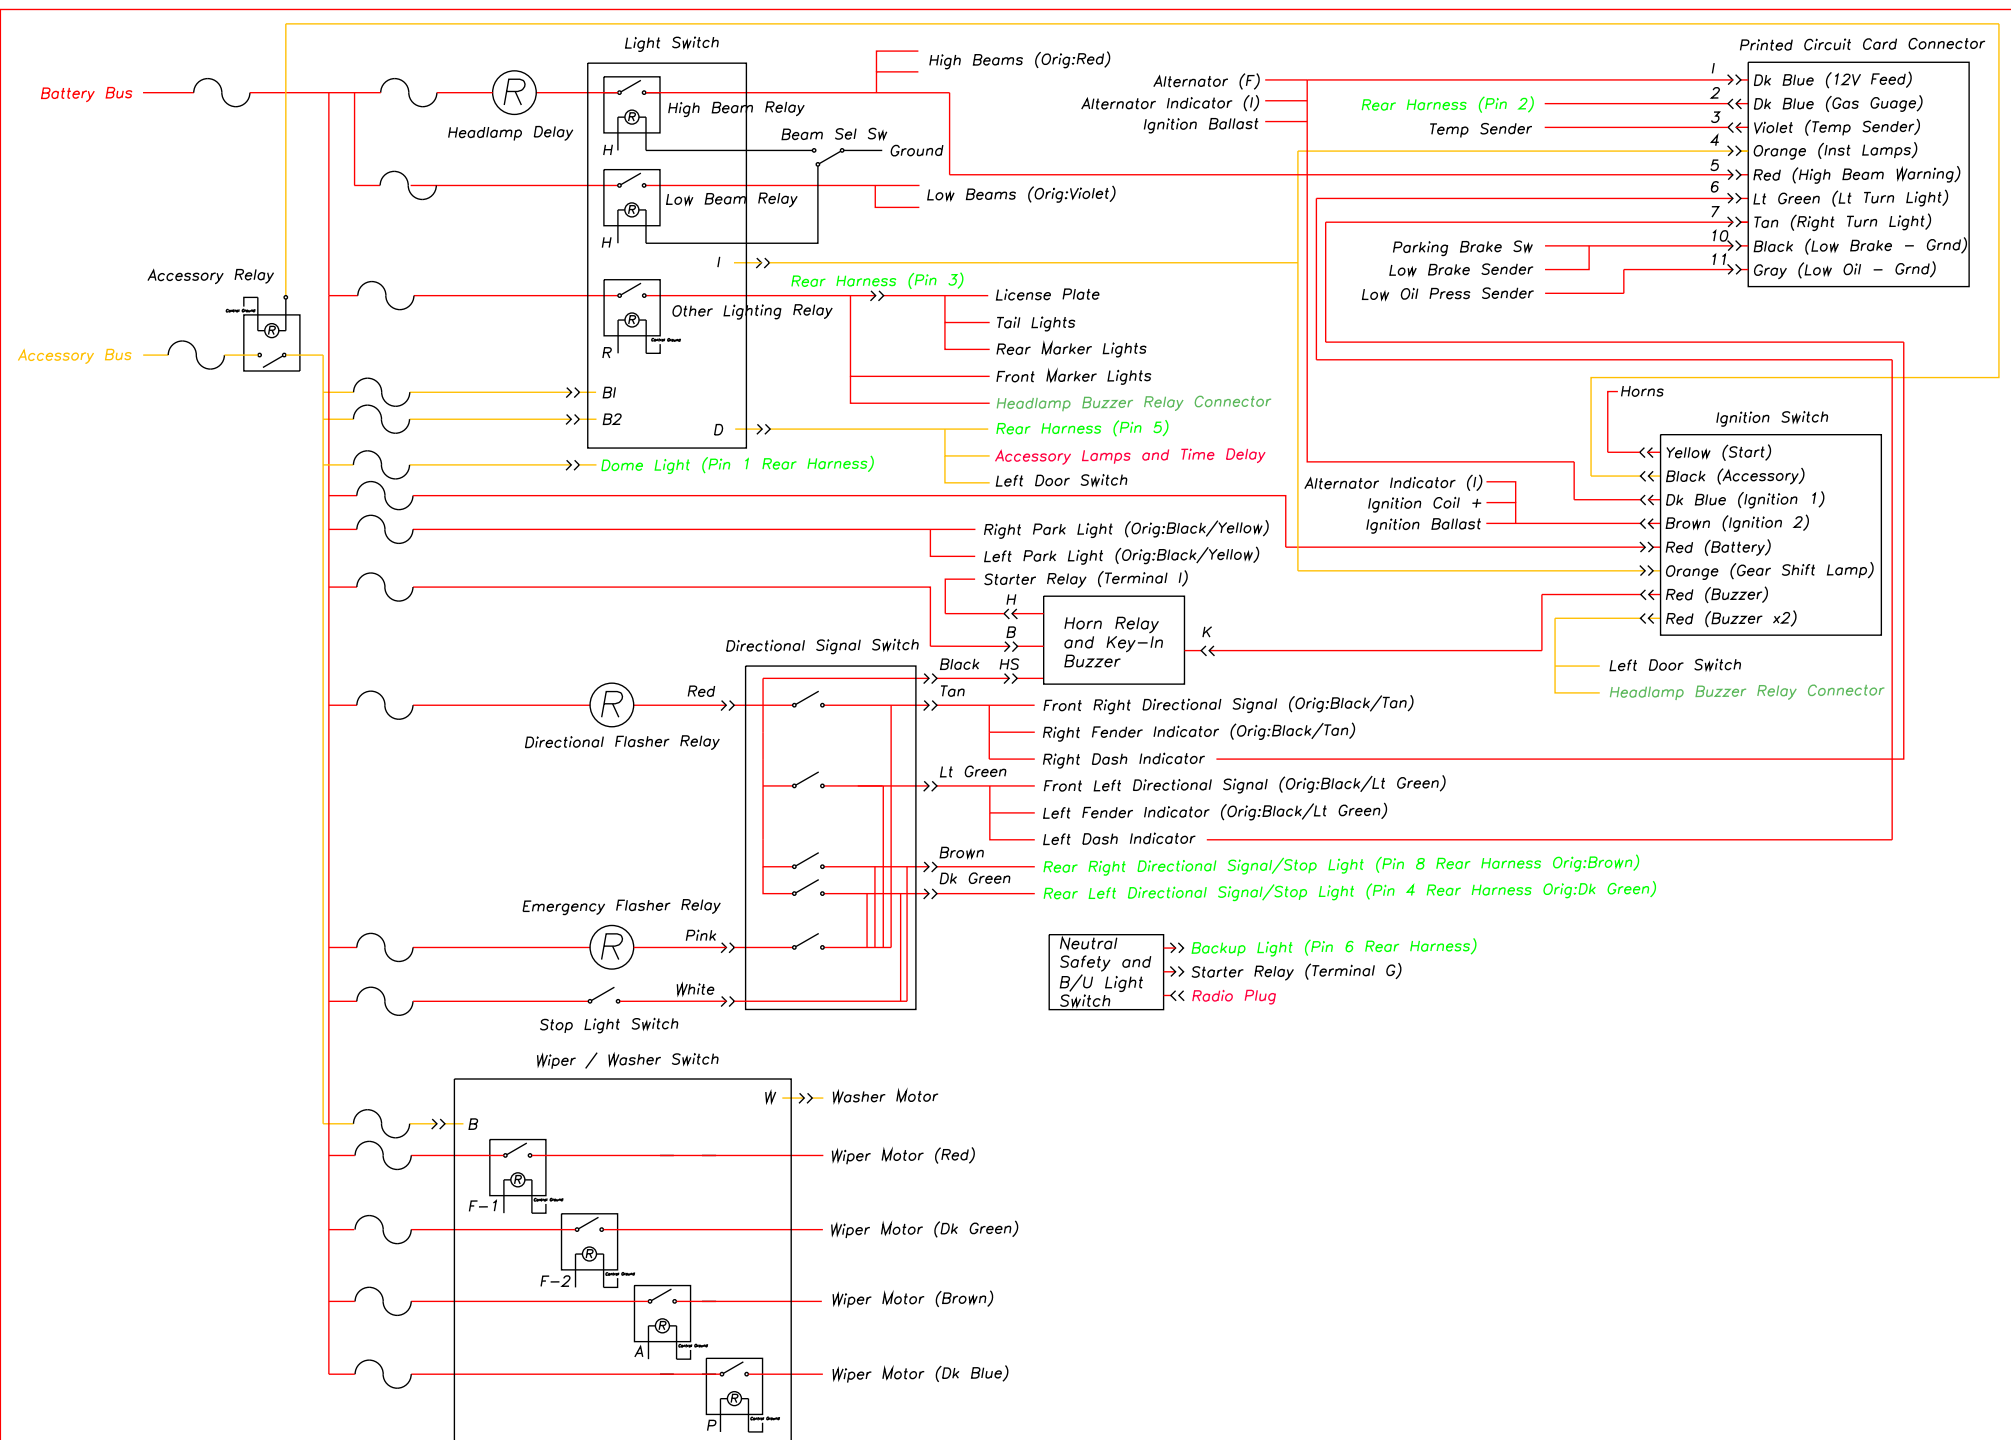 Light Switch
Printed Circuit Card Connector
Battery Bus
R
Headlamp Delay
High Beam Relay
R
H
High Beams (Orig:Red)
Beam Sel Sw
Ground
Low Beam Relay
R
H
Low Beams (Orig:Violet)
I
Alternator (F)
Alternator Indicator (I)
Ignition Ballast
Rear Harness (Pin 2)
Temp Sender
Parking Brake Sw
Low Brake Sender
Low Oil Press Sender
1 Dk Blue (12V Feed)
2 Dk Blue (Gas Guage)
3 Violet (Temp Sender)
4 Orange (Inst Lamps)
5 Red (High Beam Warning)
6 Lt Green (Lt Turn Light)
7 Tan (Right Turn Light)
10 Black (Low Brake - Grnd)
11 Gray (Low Oil - Grnd)
Accessory Relay
Control Ground
R
Accessory Bus
Other Lighting Relay
R
Control Ground
R
Rear Harness (Pin 3)
License Plate
Tail Lights
Rear Marker Lights
Front Marker Lights
Headlamp Buzzer Relay Connector
B1
B2
D
Rear Harness (Pin 5)
Accessory Lamps and Time Delay
Left Door Switch
Dome Light (Pin 1 Rear Harness)
Horns
Ignition Switch
Yellow (Start)
Black (Accessory)
Dk Blue (Ignition 1)
Brown (Ignition 2)
Red (Battery)
Orange (Gear Shift Lamp)
Red (Buzzer)
Red (Buzzer x2)
Alternator Indicator (I)
Ignition Coil +
Ignition Ballast
Left Door Switch
Headlamp Buzzer Relay Connector
Right Park Light (Orig:Black/Yellow)
Left Park Light (Orig:Black/Yellow)
Starter Relay (Terminal I)
H
B
Black HS
Horn Relay
and Key-In
Buzzer
K
Directional Signal Switch
Red
R
Directional Flasher Relay
Tan
Front Right Directional Signal (Orig:Black/Tan)
Right Fender Indicator (Orig:Black/Tan)
Right Dash Indicator
Lt Green
Front Left Directional Signal (Orig:Black/Lt Green)
Left Fender Indicator (Orig:Black/Lt Green)
Left Dash Indicator
Brown
Rear Right Directional Signal/Stop Light (Pin 8 Rear Harness Orig:Brown)
Dk Green
Rear Left Directional Signal/Stop Light (Pin 4 Rear Harness Orig:Dk Green)
Emergency Flasher Relay
R
Pink
White
Stop Light Switch
Neutral
Safety and
B/U Light
Switch
Backup Light (Pin 6 Rear Harness)
Starter Relay (Terminal G)
Radio Plug
Wiper / Washer Switch
W
Washer Motor
B
Wiper Motor (Red)
R
Control Ground
F-1
Wiper Motor (Dk Green)
R
Control Ground
F-2
Wiper Motor (Brown)
R
Control Ground
A
Wiper Motor (Dk Blue)
R
Control Ground
P